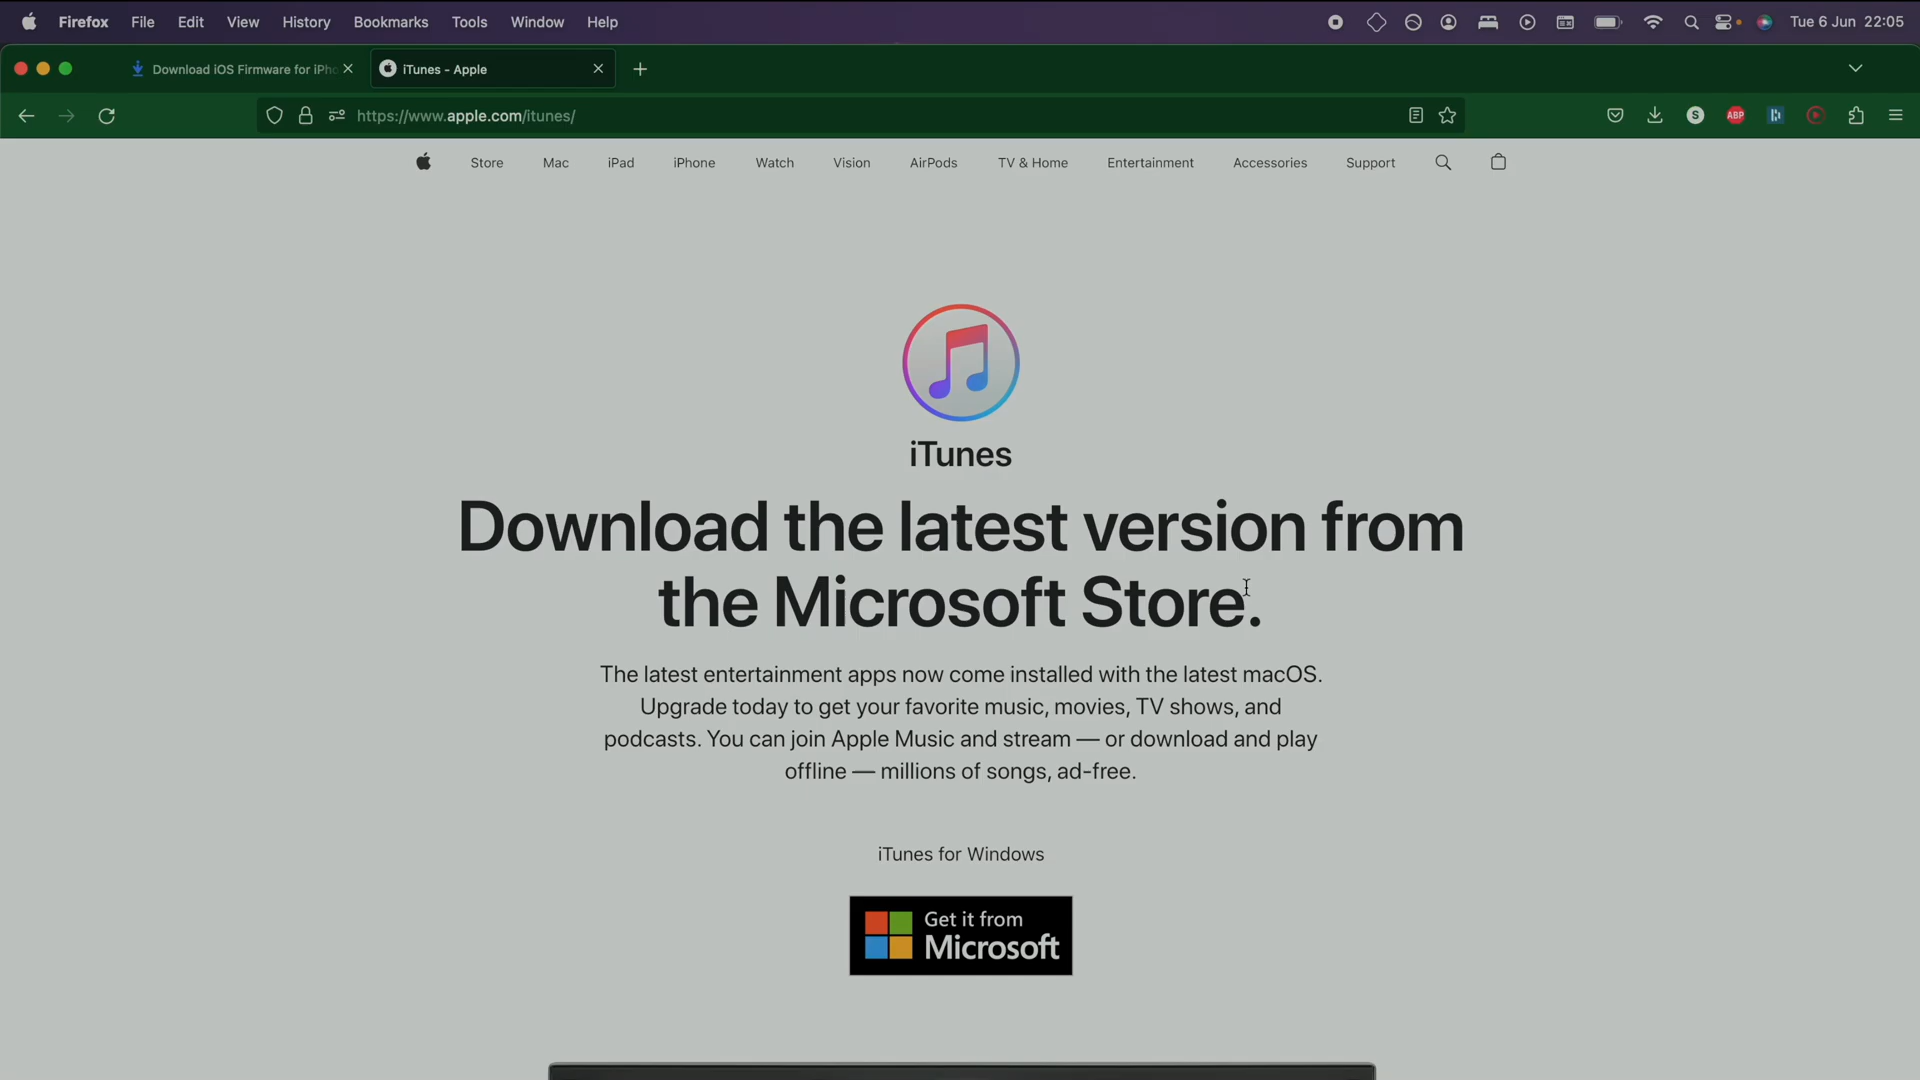 Firefox File Edit View History Bookmarks Tools Window Help Tue 6 Jun 22:05
Download iOS Firmware for iPho iTunes - Apple
https://www.apple.com/itunes/ S ABP
Store Mac iPad iPhone Watch Vision AirPods TV & Home Entertainment Accessories Support
iTunes
Download the latest version from
the Microsoft Store.
The latest entertainment apps now come installed with the latest macOS.
Upgrade today to get your favorite music, movies, TV shows, and
podcasts. You can join Apple Music and stream — or download and play
offline — millions of songs, ad-free.
iTunes for Windows
Get it from
Microsoft